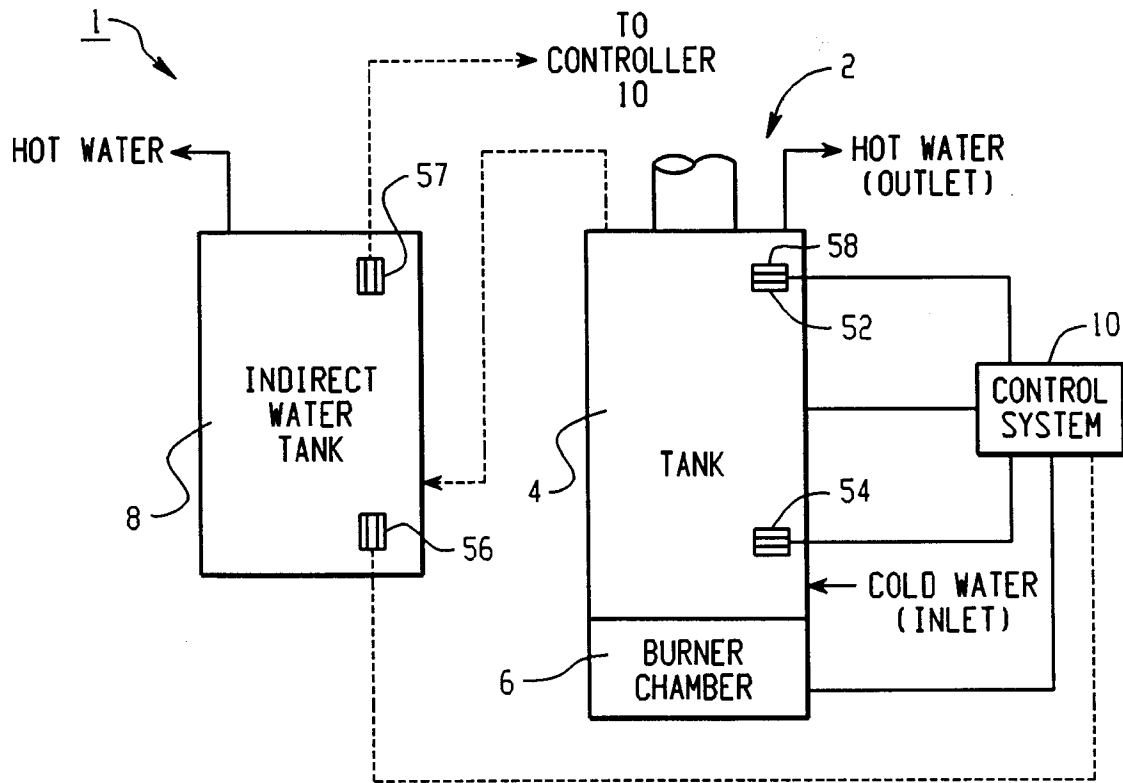 1
TO
CONTROLLER
10
2
HOT WATER
HOT WATER
(OUTLET)
57
58
52
10
INDIRECT
WATER
TANK
CONTROL
SYSTEM
TANK
4
54
8
56
COLD WATER
(INLET)
6
BURNER
CHAMBER